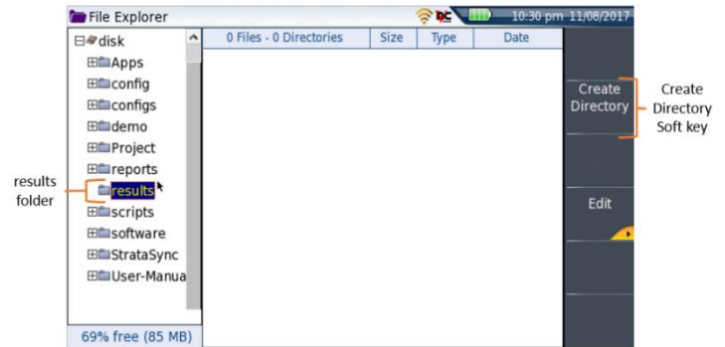 File Explorer
10:30 pm 11/08/2017
disk
0 Files - 0 Directories Size Type Date
Apps
config
configs
demo
Project
reports
results
scripts
software
StrataSync
User-Manua
69% free (85 MB)
Create
Directory
Edit
results
folder
Create
Directory
Soft key